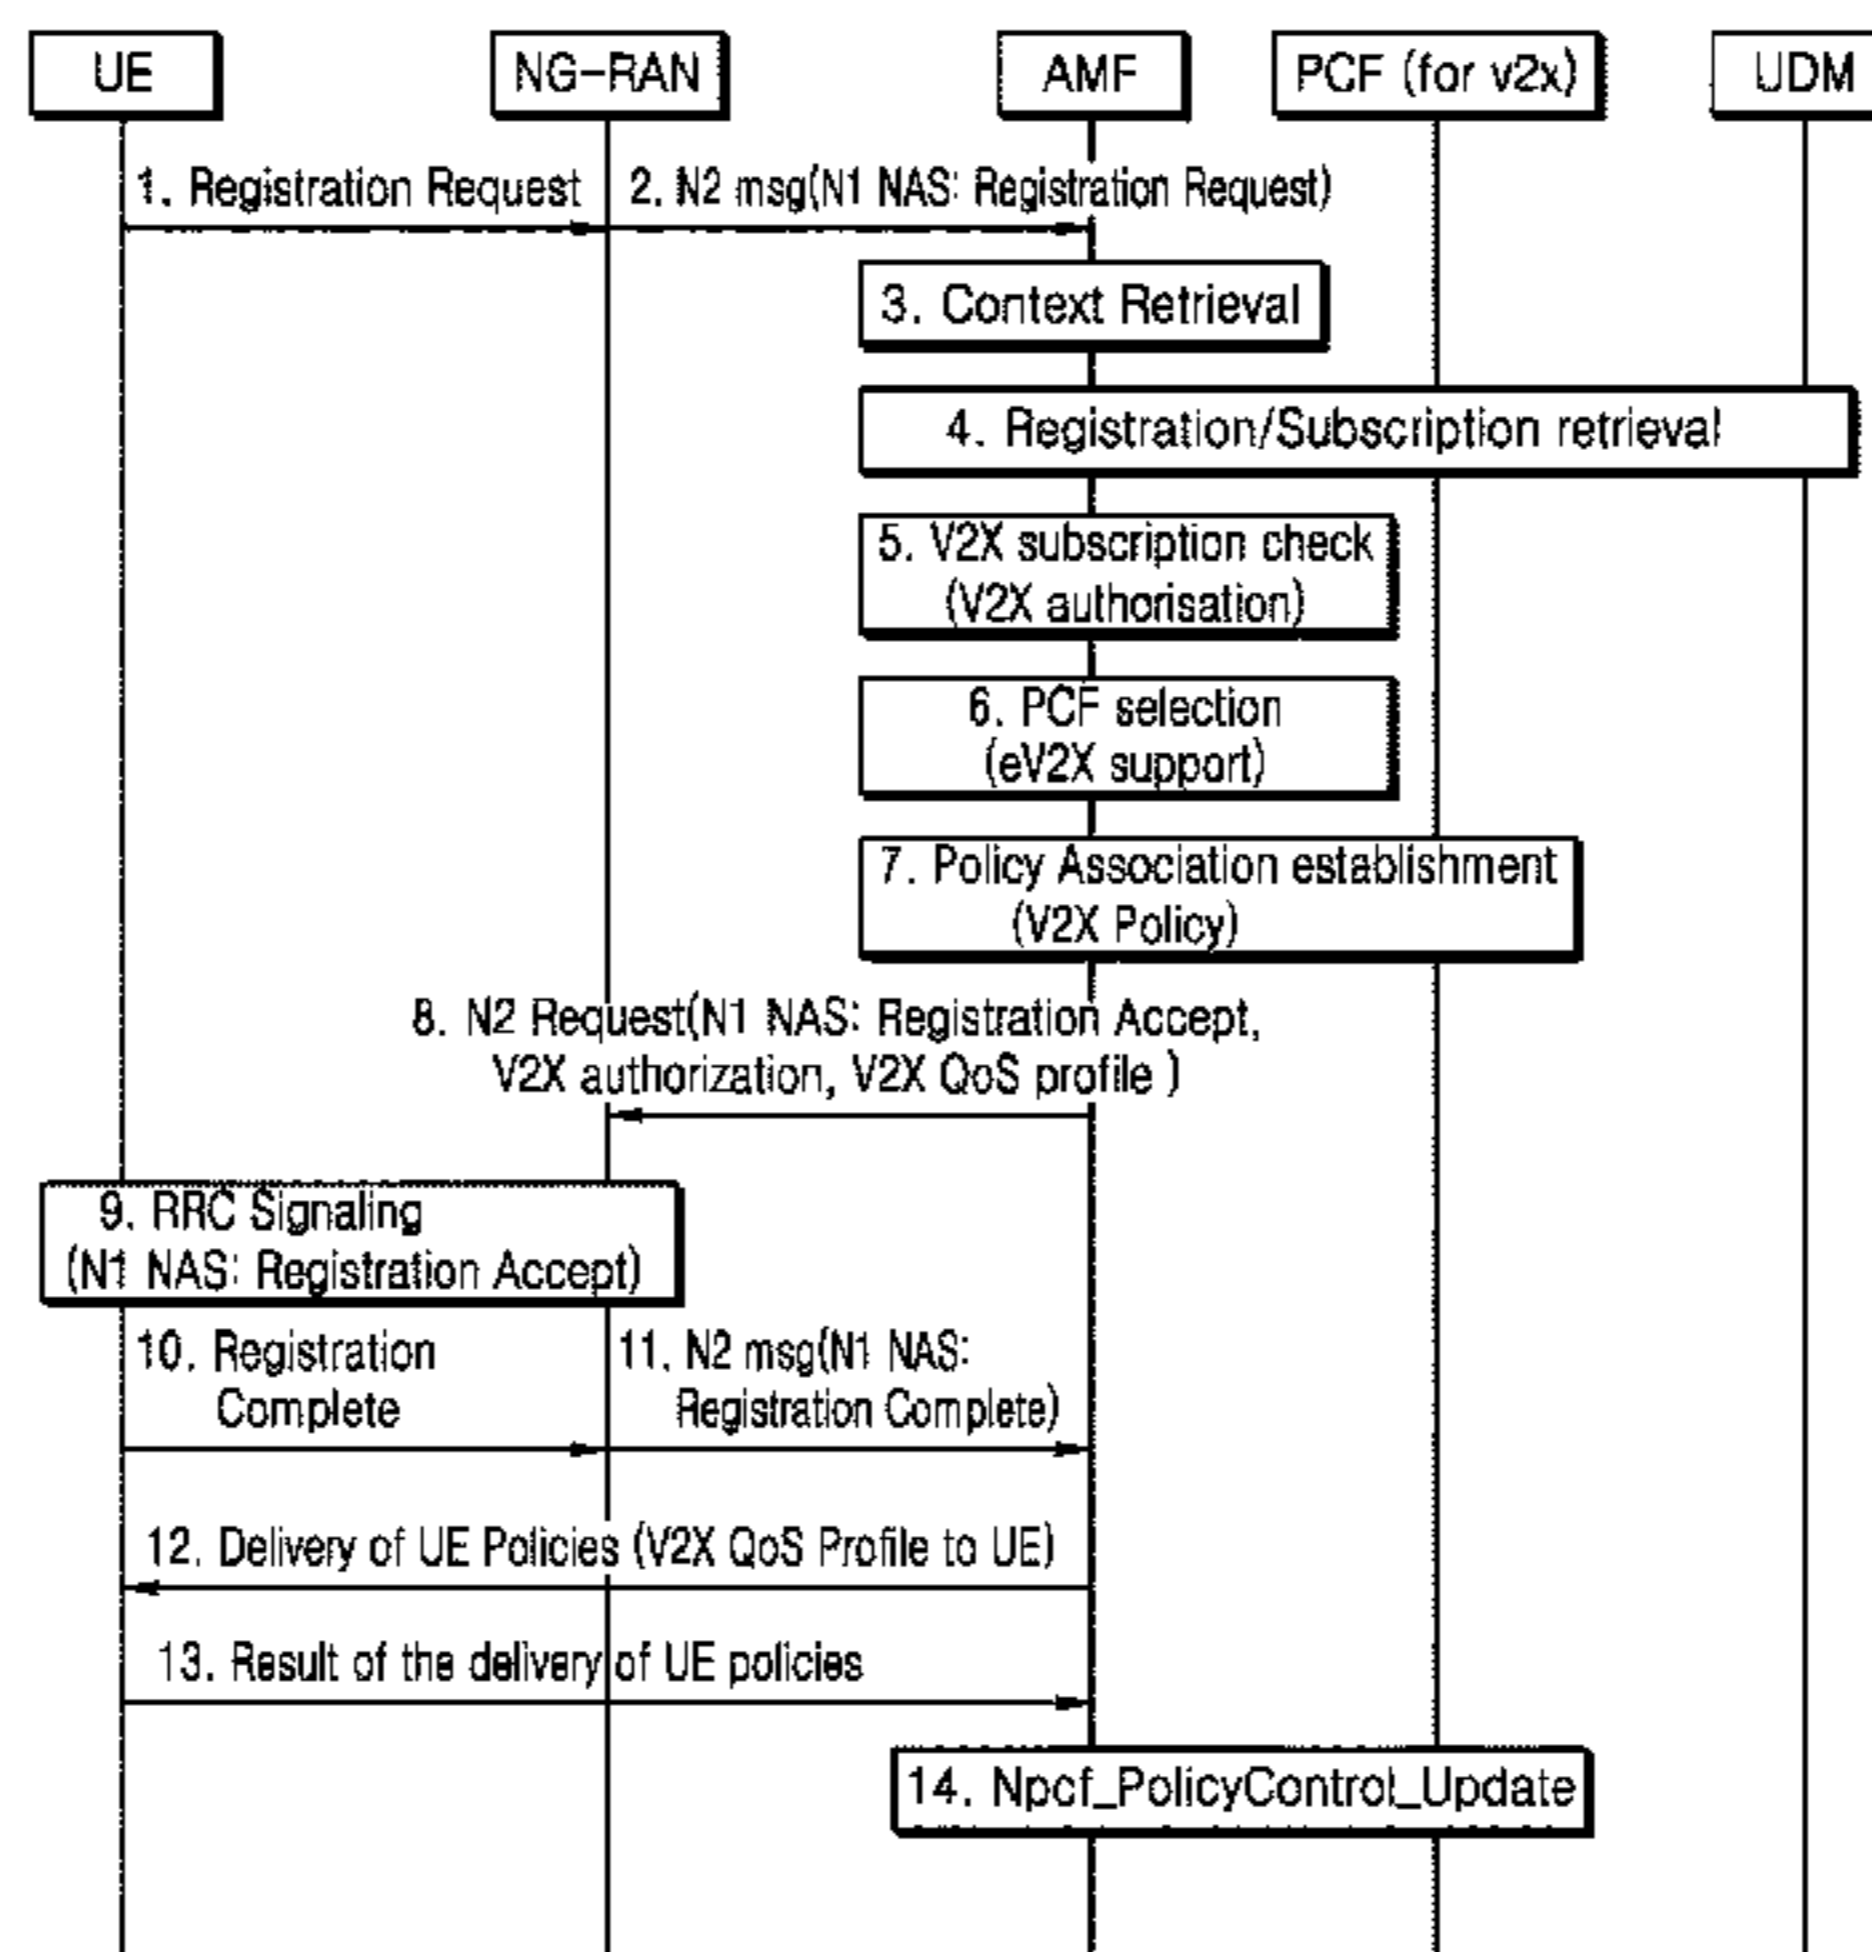 UE
NG-RAN
AMF
PCF (for v2x)
UDM
1. Registration Request
2. N2 msg(N1 NAS: Registration Request)
3. Context Retrieval
4. Registration/Subscription retrieval
5. V2X subscription check
(V2X authorisation)
6. PCF selection
(eV2X support)
7. Policy Association establishment
(V2X Policy)
8. N2 Request(N1 NAS: Registration Accept,
V2X authorization, V2X QoS profile )
9. RRC Signaling
(N1 NAS: Registration Accept)
10. Registration
Complete
11. N2 msg(N1 NAS:
Registration Complete)
12. Delivery of UE Policies (V2X QoS Profile to UE)
13. Result of the delivery of UE policies
14. Npcf_PolicyControl_Update